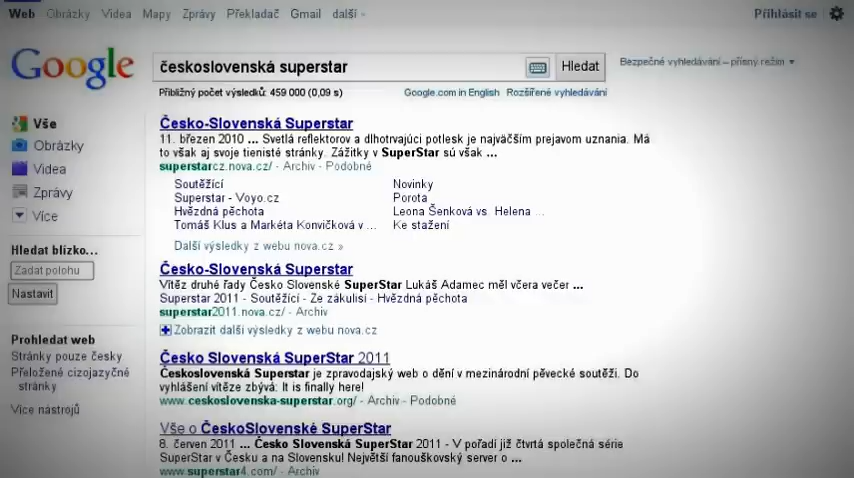 Web Obrázky Videa Mapy Zprávy Překladač Gmail další
Přihlásit se
Google
československá superstar
Hledat
Bezpečné vyhledávání – přísný režim
Přibližný počet výsledků: 459 000 (0,09 s)
Google.com in English Rozšířené vyhledávání
Vše
Obrázky
Videa
Zprávy
Více
Hledat blízko...
Zadat polohu
Nastavit
Prohledat web
Stránky pouze česky
Přeložené cizojazyčné
stránky
Více nástrojů
Česko-Slovenská Superstar
11. březen 2010 ... Svetlá reflektorov a dlhotrvajúci potlesk je najväčším prejavom uznania. Má
to však aj svoje tienisté stránky. Zážitky v SuperStar sú však ...
superstarcz.nova.cz/ - Archiv - Podobné
Soutěžící Novinky
Superstar - Voyo.cz Porota
Hvězdná pěchota Leona Šenková vs. Helena ...
Tomáš Klus a Markéta Konvičková v ... Ke stažení
Další výsledky z webu nova.cz »
Česko-Slovenská Superstar
Vítěz druhé řady Česko Slovenské SuperStar Lukáš Adamec měl včera večer ...
Superstar 2011 - Soutěžící - Ze zákulisí - Hvězdná pěchota
superstar2011.nova.cz/ - Archiv
Zobrazit další výsledky z webu nova.cz
Česko Slovenská SuperStar 2011
Československá Superstar je zpravodajský web o dění v mezinárodní pěvecké soutěži. Do
vyhlášení vítěze zbývá: It is finally here!
www.ceskoslovenska-superstar.org/ - Archiv - Podobné
Vše o ČeskoSlovenské SuperStar
8. červen 2011 ... Česko Slovenská SuperStar 2011 - V pořadí již čtvrtá společná série
SuperStar v Česku a na Slovensku! Největší fanouškovský server o ...
www.superstar4.com/ - Archiv